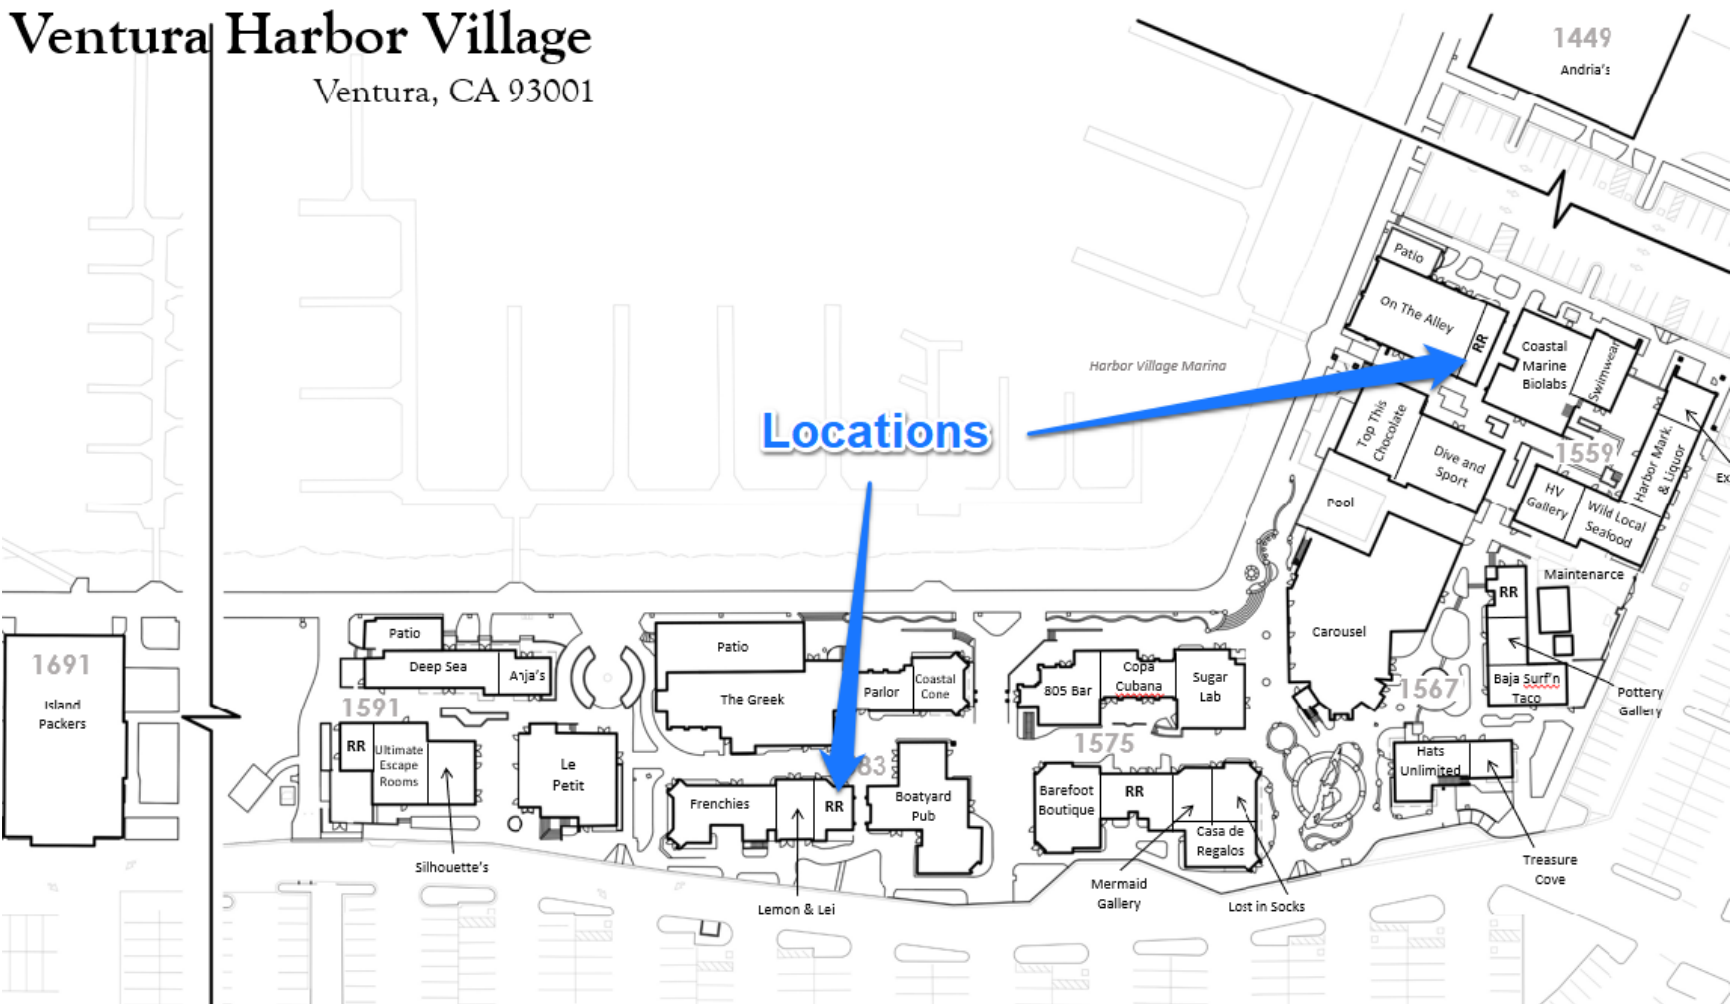 Ventura Harbor Village
Ventura, CA 93001
1449
Andria's
Patio
On The Alley
RR
Coastal
Marine
Biolabs
Swimwear
Harbor Village Marina
Locations
Top This
Chocolate
Dive and
Sport
1559
Harbor Mark.
& Liquor
Ex
HV
Gallery
Wild Local
Seafood
Pool
Maintenance
RR
Carousel
Baja Surf'n
Taco
Pottery
Gallery
1567
1691
Island
Packers
Patio
Deep Sea
Anja's
1591
RR
Ultimate
Escape
Rooms
Silhouette's
Le
Petit
Patio
The Greek
Parlor
Coastal
Cone
83
Frenchies
RR
Lemon & Lei
Boatyard
Pub
805 Bar
Copa
Cubana
Sugar
Lab
1575
Barefoot
Boutique
RR
Casa de
Regalos
Mermaid
Gallery
Lost in Socks
Hats
Unlimited
Treasure
Cove